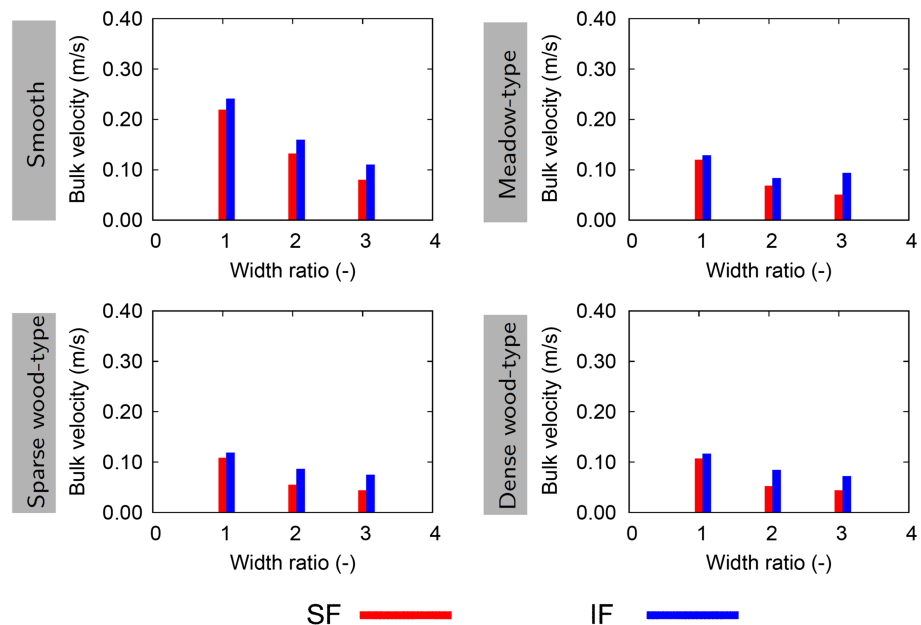 Smooth
Bulk velocity (m/s)
0.40
0.30
0.20
0.10
0.00
0 1 2 3 4
Width ratio (-)
Meadow-type
Bulk velocity (m/s)
0.40
0.30
0.20
0.10
0.00
0 1 2 3 4
Width ratio (-)
Sparse wood-type
Bulk velocity (m/s)
0.40
0.30
0.20
0.10
0.00
0 1 2 3 4
Width ratio (-)
Dense wood-type
Bulk velocity (m/s)
0.40
0.30
0.20
0.10
0.00
0 1 2 3 4
Width ratio (-)
SF IF